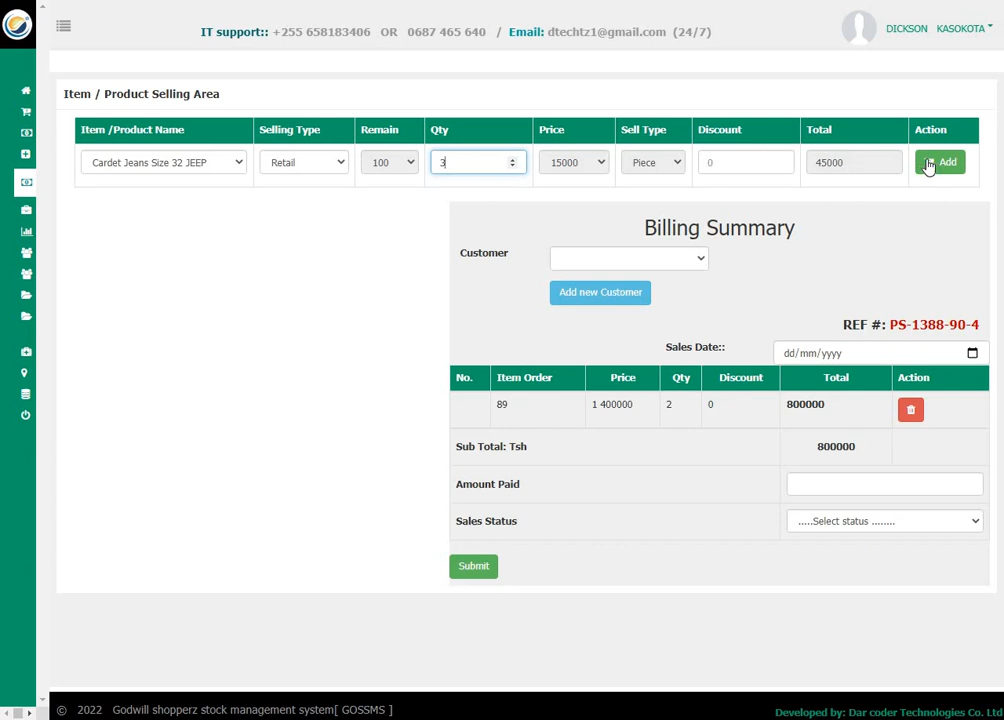 IT support:: +255 658183406 OR 0687 465 640 / Email: dtechtz1@gmail.com (24/7)
DICKSON KASOKOTA
Item / Product Selling Area
Item /Product Name Selling Type Remain Qty Price Sell Type Discount Total Action
Cardet Jeans Size 32 JEEP Retail 100 3 15000 Piece 0 45000 Add
Billing Summary
Customer
Add new Customer
REF #: PS-1388-90-4
Sales Date:: dd/mm/yyyy
No. Item Order Price Qty Discount Total Action
89 1 400000 2 0 800000
Sub Total: Tsh 800000
Amount Paid
Sales Status .....Select status ........
Submit
© 2022 Godwill shopperz stock management system[ GOSSMS ]
Developed by: Dar coder Technologies Co. Ltd